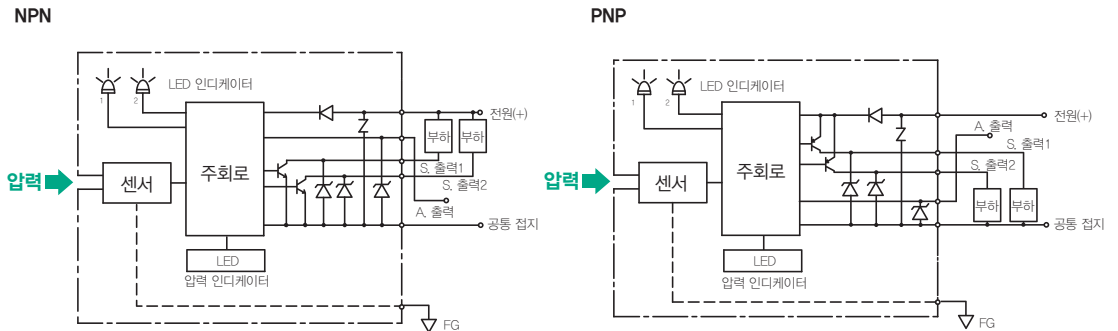 NPN
LED 인디케이터
1
2
전원(+)
부하
부하
주회로
압력
센서
S. 출력1
S. 출력2
A. 출력
공통 접지
LED
압력 인디케이터
FG
PNP
LED 인디케이터
1
2
전원(+)
A. 출력
S. 출력1
주회로
S. 출력2
압력
센서
부하
부하
공통 접지
LED
압력 인디케이터
FG